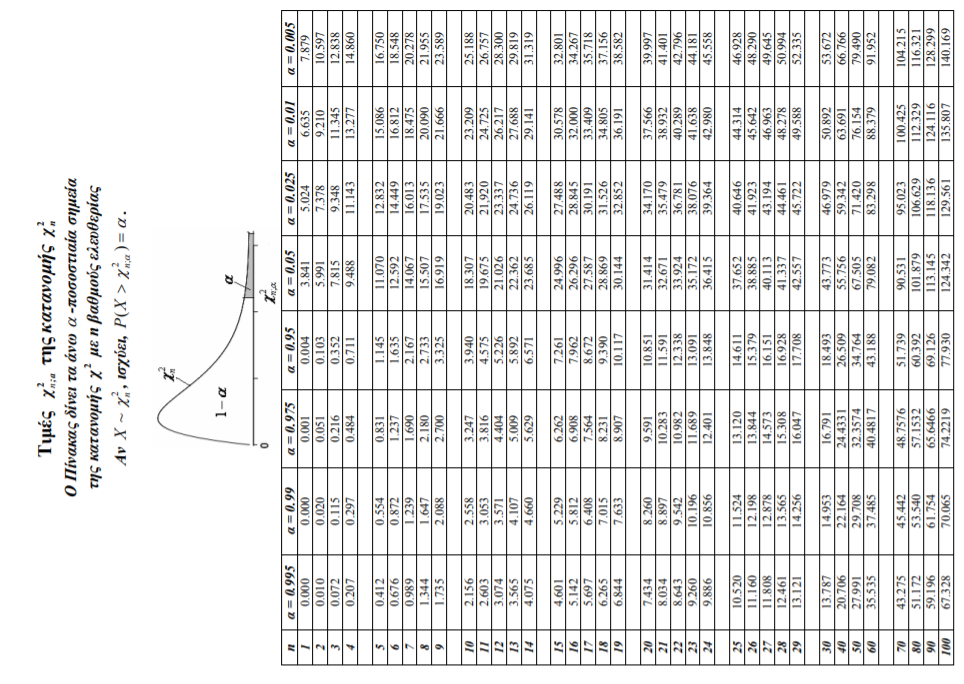 Τιμές χ²ₙ;ₐ της κατανομής χ²ₙ
Ο Πίνακας δίνει τα άνω α -ποσοστιαία σημεία
της κατανομής χ² με n βαθμούς ελευθερίας
Αν X ~ χ²ₙ, ισχύει, P(X > χ²ₙ;ₐ) = α.
χ²ₙ
1-α
α
0
χ²ₙ,ₐ
n α = 0.995 α = 0.99 α = 0.975 α = 0.95 α = 0.05 α = 0.025 α = 0.01 α = 0.005
1 0.000 0.000 0.001 0.004 3.841 5.024 6.635 7.879
2 0.010 0.020 0.051 0.103 5.991 7.378 9.210 10.597
3 0.072 0.115 0.216 0.352 7.815 9.348 11.345 12.838
4 0.207 0.297 0.484 0.711 9.488 11.143 13.277 14.860
5 0.412 0.554 0.831 1.145 11.070 12.832 15.086 16.750
6 0.676 0.872 1.237 1.635 12.592 14.449 16.812 18.548
7 0.989 1.239 1.690 2.167 14.067 16.013 18.475 20.278
8 1.344 1.647 2.180 2.733 15.507 17.535 20.090 21.955
9 1.735 2.088 2.700 3.325 16.919 19.023 21.666 23.589
10 2.156 2.558 3.247 3.940 18.307 20.483 23.209 25.188
11 2.603 3.053 3.816 4.575 19.675 21,920 24.725 26.757
12 3.074 3.571 4.404 5.226 21.026 23.337 26.217 28.300
13 3.565 4.107 5.009 5.892 22.362 24.736 27.688 29.819
14 4.075 4.660 5.629 6.571 23.685 26.119 29.141 31.319
15 4.601 5.229 6.262 7.261 24.996 27.488 30.578 32.801
16 5.142 5.812 6.908 7.962 26.296 28.845 32.000 34.267
17 5.697 6.408 7.564 8.672 27.587 30.191 33.409 35.718
18 6.265 7.015 8.231 9.390 28.869 31.526 34.805 37.156
19 6.844 7.633 8.907 10.117 30.144 32.852 36.191 38.582
20 7.434 8.260 9.591 10.851 31.414 34.170 37.566 39.997
21 8.034 8.897 10.283 11.591 32.671 35.479 38.932 41.401
22 8.643 9.542 10.982 12.338 33.924 36.781 40.289 42.796
23 9.260 10.196 11.689 13.091 35.172 38.076 41.638 44.181
24 9.886 10.856 12.401 13.848 36.415 39.364 42.980 45.558
25 10.520 11.524 13.120 14.611 37.652 40.646 44.314 46.928
26 11.160 12.198 13.844 15.379 38.885 41.923 45.642 48.290
27 11.808 12.878 14.573 16.151 40.113 43.194 46.963 49.645
28 12.461 13.565 15.308 16.928 41.337 44.461 48.278 50.994
29 13.121 14.256 16.047 17.708 42.557 45.722 49.588 52.335
30 13.787 14.953 16.791 18.493 43.773 46.979 50.892 53.672
40 20.706 22.164 24.4331 26.509 55.756 59.342 63.691 66.766
50 27.991 29.708 32.3574 34.764 67.505 71.420 76.154 79.490
60 35.535 37.485 40.4817 43.188 79.082 83.298 88.379 91.952
70 43.275 45.442 48.7576 51.739 90.531 95.023 100.425 104.215
80 51.172 53.540 57.1532 60.392 101.879 106.629 112.329 116.321
90 59.196 61.754 65.6466 69.126 113.145 118.136 124.116 128.299
100 67.328 70.065 74.2219 77.930 124.342 129.561 135.807 140.169